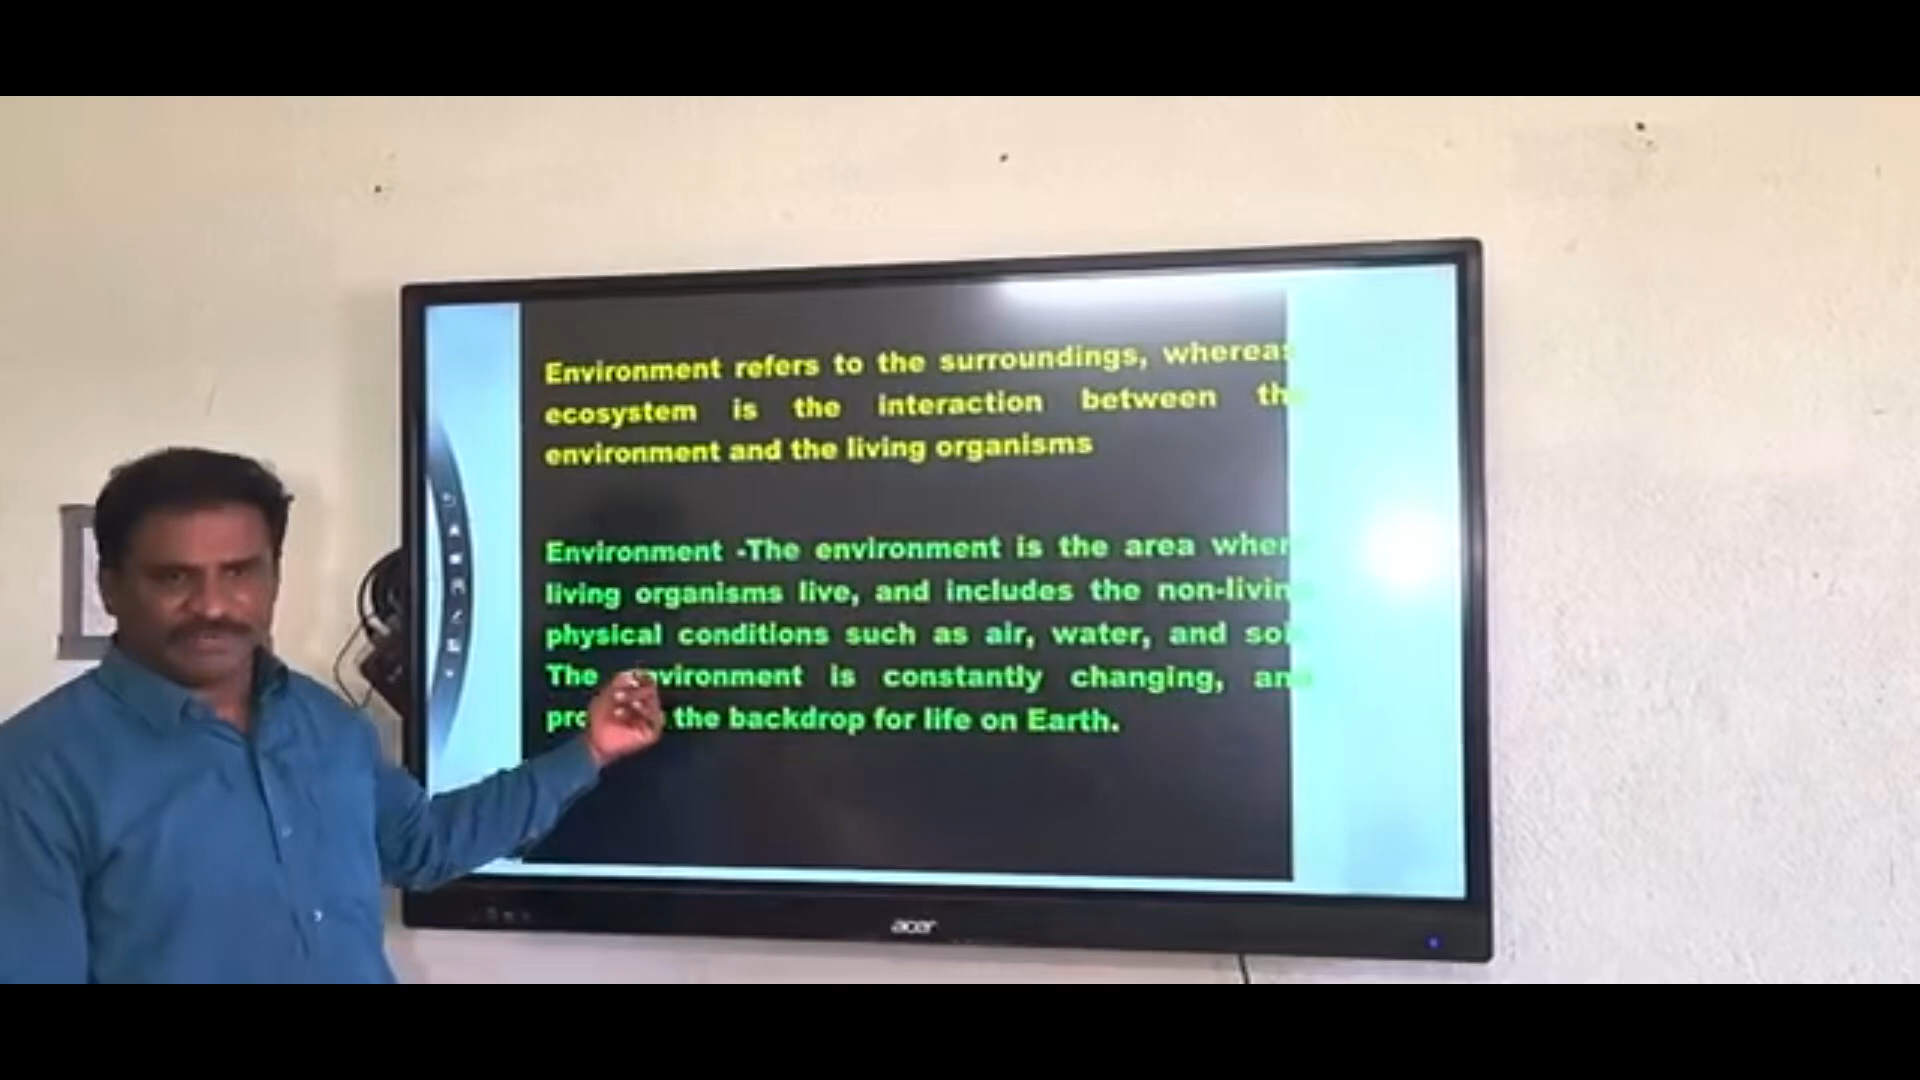 Environment refers to the surroundings, whereas
ecosystem is the interaction between the
environment and the living organisms
Environment -The environment is the area where
living organisms live, and includes the non-living
physical conditions such as air, water, and soil.
The environment is constantly changing, and
the backdrop for life on Earth.
acer